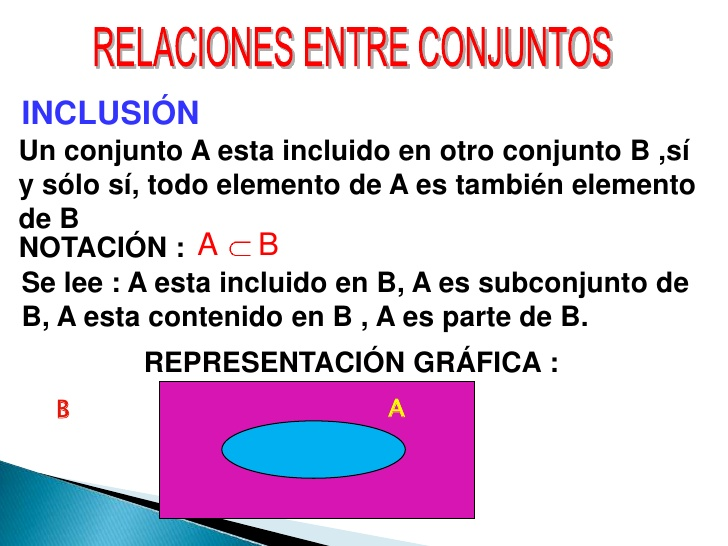 RELACIONES ENTRE CONJUNTOS
INCLUSIÓN
Un conjunto A esta incluido en otro conjunto B ,sí
y sólo sí, todo elemento de A es también elemento
de B
NOTACIÓN : A ⊂ B
Se lee : A esta incluido en B, A es subconjunto de
B, A esta contenido en B , A es parte de B.
REPRESENTACIÓN GRÁFICA :
B A